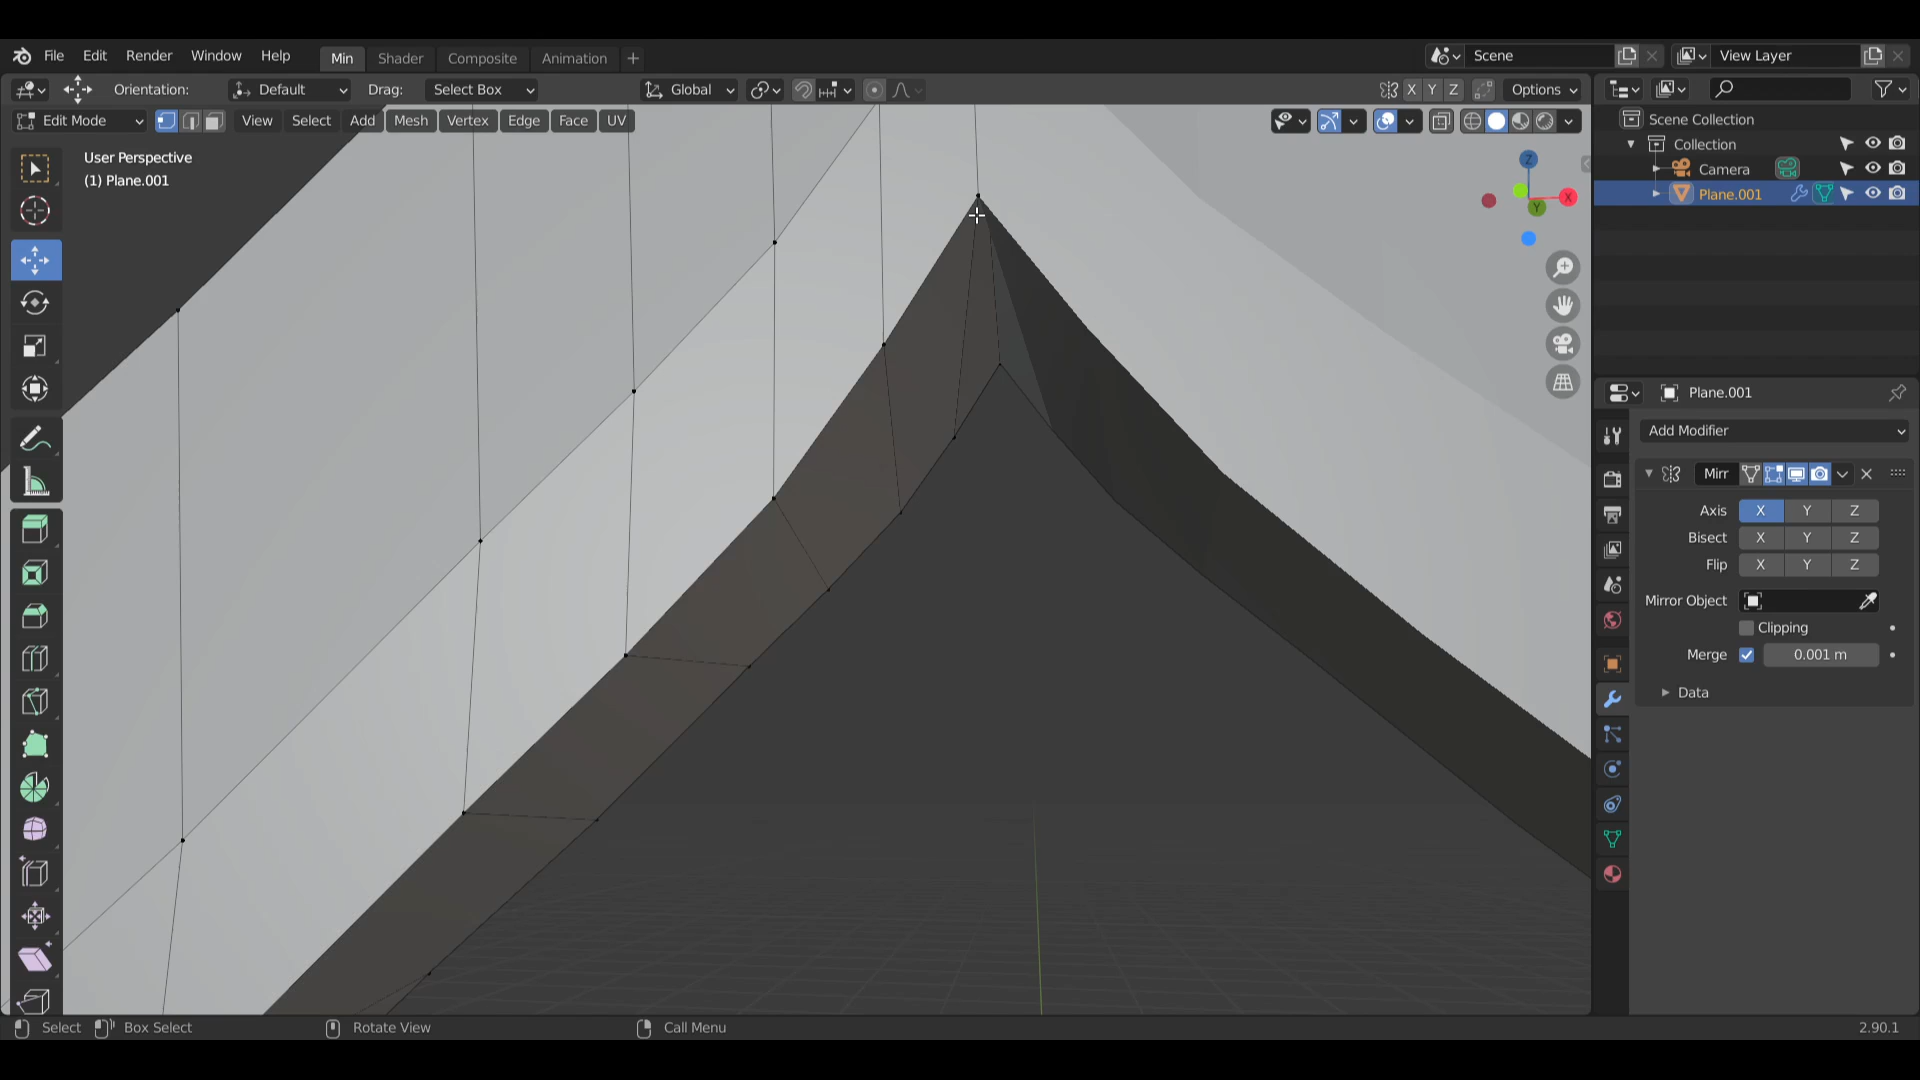 File Edit Render Window Help Min Shader Composite Animation + Scene View Layer
Orientation: Default Drag: Select Box Global X Y Z Options
Edit Mode View Select Add Mesh Vertex Edge Face UV
User Perspective
(1) Plane.001
Z
X
Y
Scene Collection
Collection
Camera
Plane.001
Plane.001
Add Modifier
Mirr
Axis X Y Z
Bisect X Y Z
Flip X Y Z
Mirror Object
Clipping
Merge 0.001 m
Data
Select Box Select Rotate View Call Menu 2.90.1